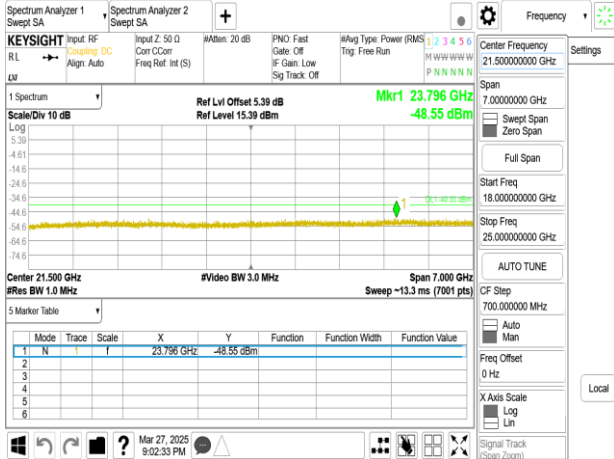 Spectrum Analyzer 1
Swept SA
Spectrum Analyzer 2
Swept SA
+
Frequency
KEYSIGHT
RL
Input: RF
Coupling: DC
Align: Auto
Input Z: 50 Ω
Corr CCorr
Freq Ref: Int (S)
#Atten: 20 dB
PNO: Fast
Gate: Off
IF Gain: Low
Sig Track: Off
#Avg Type: Power (RMS
Trig: Free Run
1 2 3 4 5 6
M W W W W W
P N N N N N
LXI
1 Spectrum
Scale/Div 10 dB
Ref Lvl Offset 5.39 dB
Ref Level 15.39 dBm
Mkr1 23.796 GHz
-48.55 dBm
Log
5.39
-4.61
-14.6
-24.6
-34.6
-44.6
-54.6
-64.6
-74.6
1
DL1 -40.00 dBm
Center 21.500 GHz
#Res BW 1.0 MHz
#Video BW 3.0 MHz
Span 7.000 GHz
Sweep ~13.3 ms (7001 pts)
5 Marker Table
Mode Trace Scale X Y Function Function Width Function Value
1 N 1 f 23.796 GHz -48.55 dBm
2
3
4
5
6
?
Mar 27, 2025
9:02:33 PM
Center Frequency
21.500000000 GHz
Span
7.00000000 GHz
Swept Span
Zero Span
Full Span
Start Freq
18.000000000 GHz
Stop Freq
25.000000000 GHz
AUTO TUNE
CF Step
700.000000 MHz
Auto
Man
Freq Offset
0 Hz
X Axis Scale
Log
Lin
Signal Track
(Span Zoom)
Settings
Local